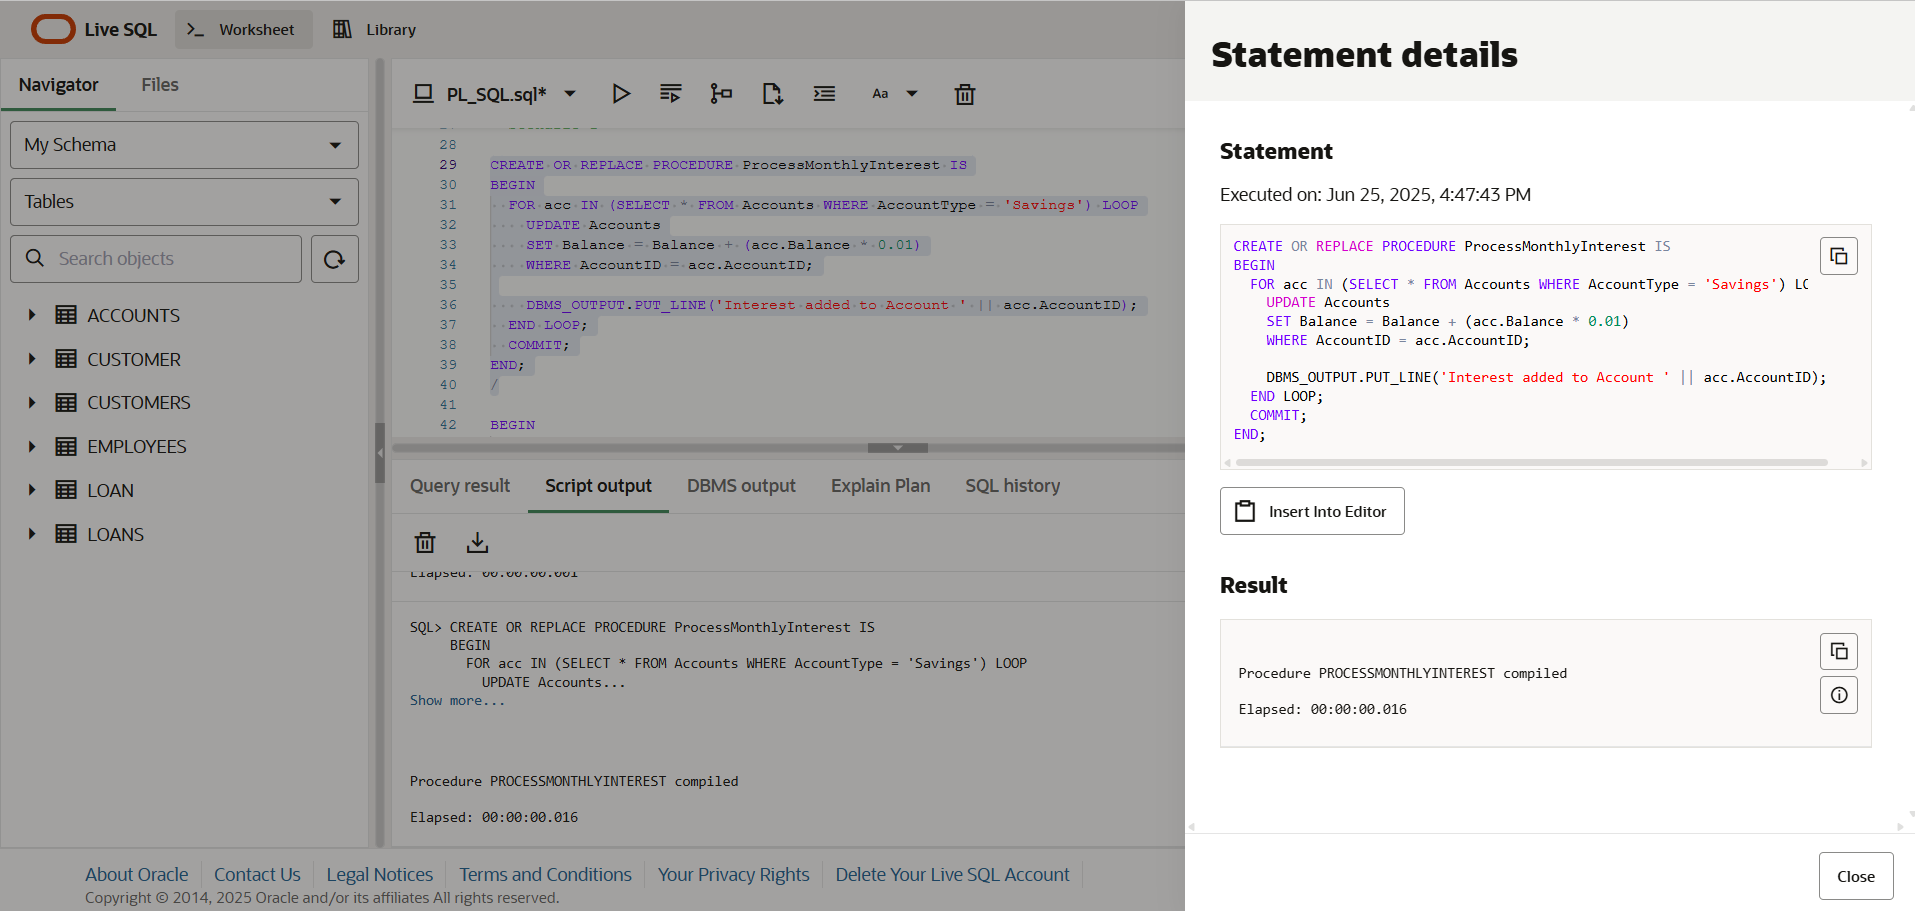 Live SQL
Worksheet
Library
Navigator
Files
My Schema
Tables
Search objects
ACCOUNTS
CUSTOMER
CUSTOMERS
EMPLOYEES
LOAN
LOANS
PL_SQL.sql*
Aa
28
29 CREATE OR REPLACE PROCEDURE ProcessMonthlyInterest IS
30 BEGIN
31 FOR acc IN (SELECT * FROM Accounts WHERE AccountType = 'Savings') LOOP
32 UPDATE Accounts
33 SET Balance = Balance + (acc.Balance * 0.01)
34 WHERE AccountID = acc.AccountID;
35
36 DBMS_OUTPUT.PUT_LINE('Interest added to Account ' || acc.AccountID);
37 END LOOP;
38 COMMIT;
39 END;
40 /
41
42 BEGIN
Query result
Script output
DBMS output
Explain Plan
SQL history
Elapsed: 00:00:00.001
SQL> CREATE OR REPLACE PROCEDURE ProcessMonthlyInterest IS
BEGIN
FOR acc IN (SELECT * FROM Accounts WHERE AccountType = 'Savings') LOOP
UPDATE Accounts...
Show more...
Procedure PROCESSMONTHLYINTEREST compiled
Elapsed: 00:00:00.016
Statement details
Statement
Executed on: Jun 25, 2025, 4:47:43 PM
CREATE OR REPLACE PROCEDURE ProcessMonthlyInterest IS
BEGIN
FOR acc IN (SELECT * FROM Accounts WHERE AccountType = 'Savings') LO
UPDATE Accounts
SET Balance = Balance + (acc.Balance * 0.01)
WHERE AccountID = acc.AccountID;
DBMS_OUTPUT.PUT_LINE('Interest added to Account ' || acc.AccountID);
END LOOP;
COMMIT;
END;
Insert Into Editor
Result
Procedure PROCESSMONTHLYINTEREST compiled
Elapsed: 00:00:00.016
Close
About Oracle
Contact Us
Legal Notices
Terms and Conditions
Your Privacy Rights
Delete Your Live SQL Account
Copyright © 2014, 2025 Oracle and/or its affiliates All rights reserved.